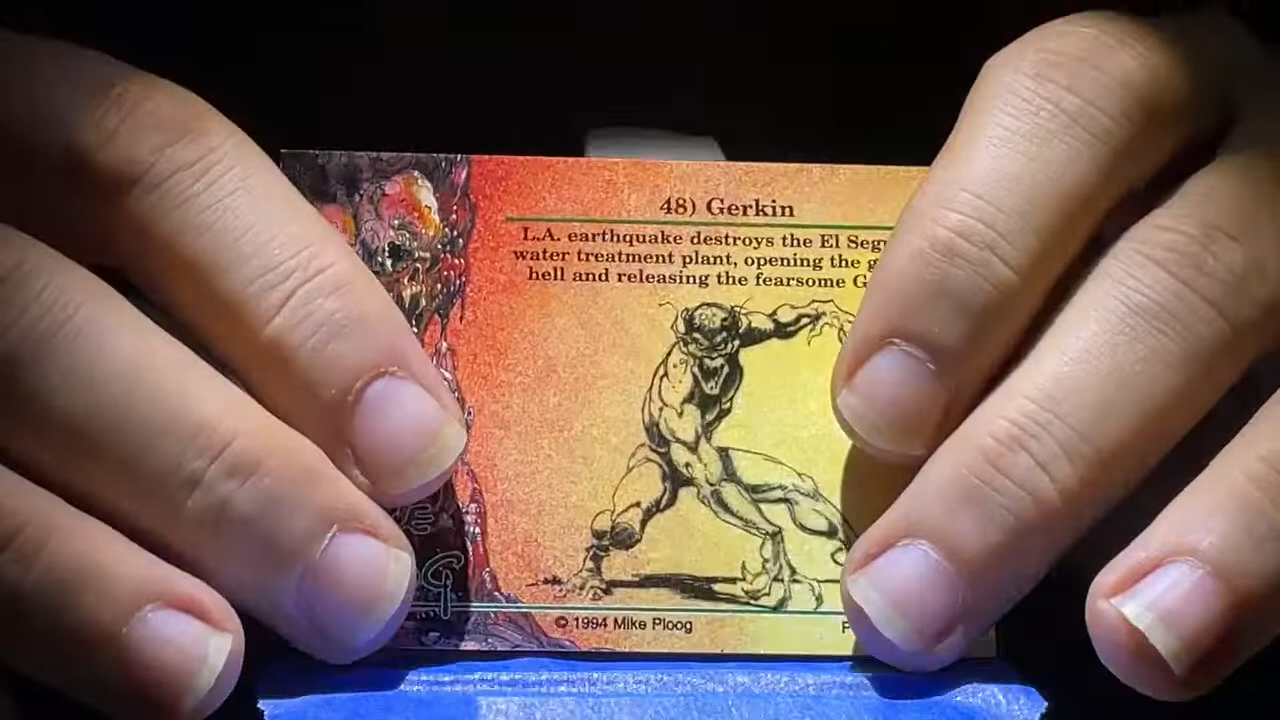 48) Gerkin
L.A. earthquake destroys the El
water treatment plant, opening the
hell and releasing the fearsome
© 1994 Mike Ploog